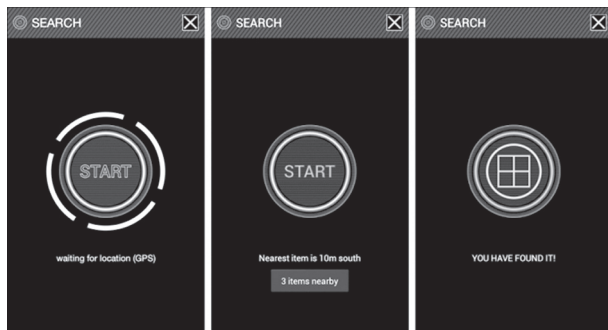 SEARCH
START
waiting for location (GPS)
SEARCH
START
Nearest item is 10m south
3 items nearby
SEARCH
YOU HAVE FOUND IT!